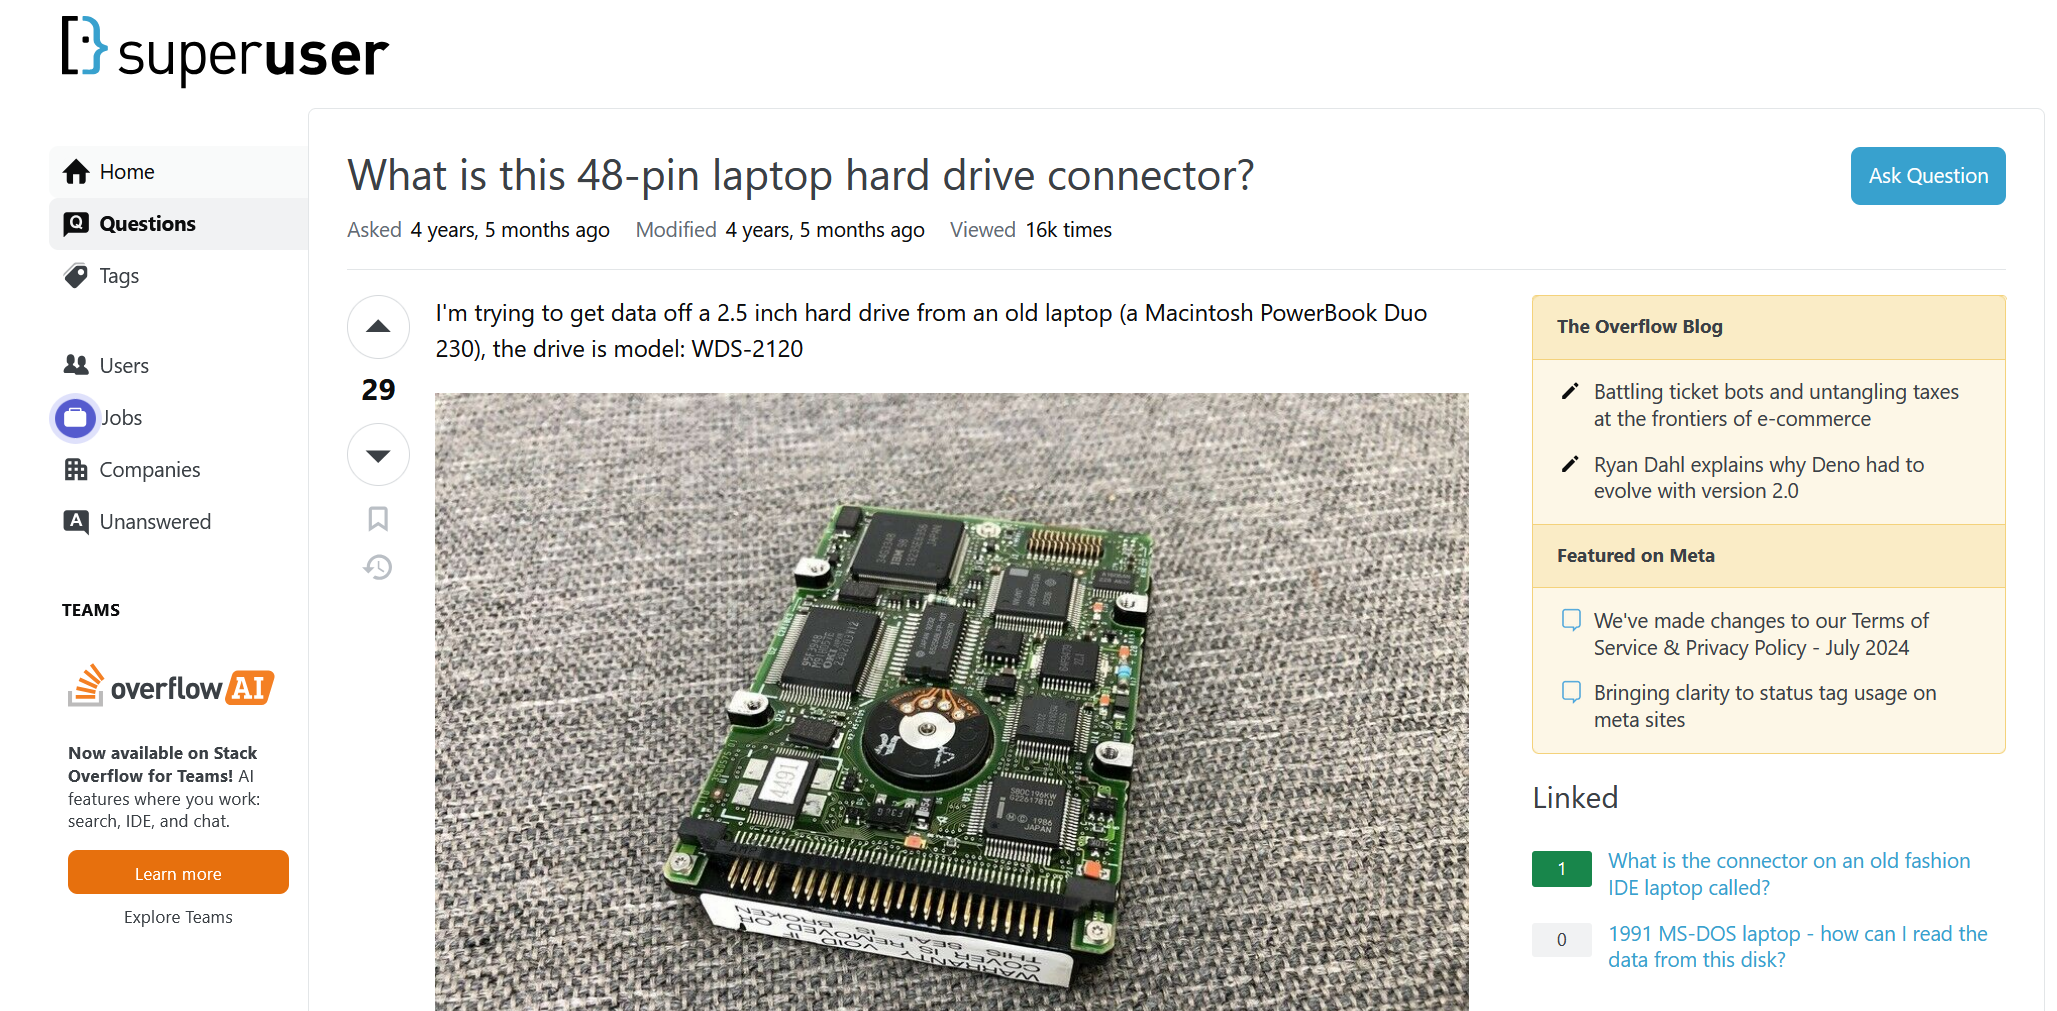 superuser
Home
Questions
Tags
Users
Jobs
Companies
Unanswered
TEAMS
overflowAI
Now available on Stack
Overflow for Teams! AI
features where you work:
search, IDE, and chat.
Learn more
Explore Teams
What is this 48-pin laptop hard drive connector?
Ask Question
Asked 4 years, 5 months ago Modified 4 years, 5 months ago Viewed 16k times
29
I'm trying to get data off a 2.5 inch hard drive from an old laptop (a Macintosh PowerBook Duo
230), the drive is model: WDS-2120
JAPAN
4491
JAPAN
1986
WARRANTY
VOID IF
COVER IS
REMOVED OR
THIS SEAL IS
BROKEN
The Overflow Blog
Battling ticket bots and untangling taxes
at the frontiers of e-commerce
Ryan Dahl explains why Deno had to
evolve with version 2.0
Featured on Meta
We've made changes to our Terms of
Service & Privacy Policy - July 2024
Bringing clarity to status tag usage on
meta sites
Linked
1
What is the connector on an old fashion
IDE laptop called?
0
1991 MS-DOS laptop - how can I read the
data from this disk?